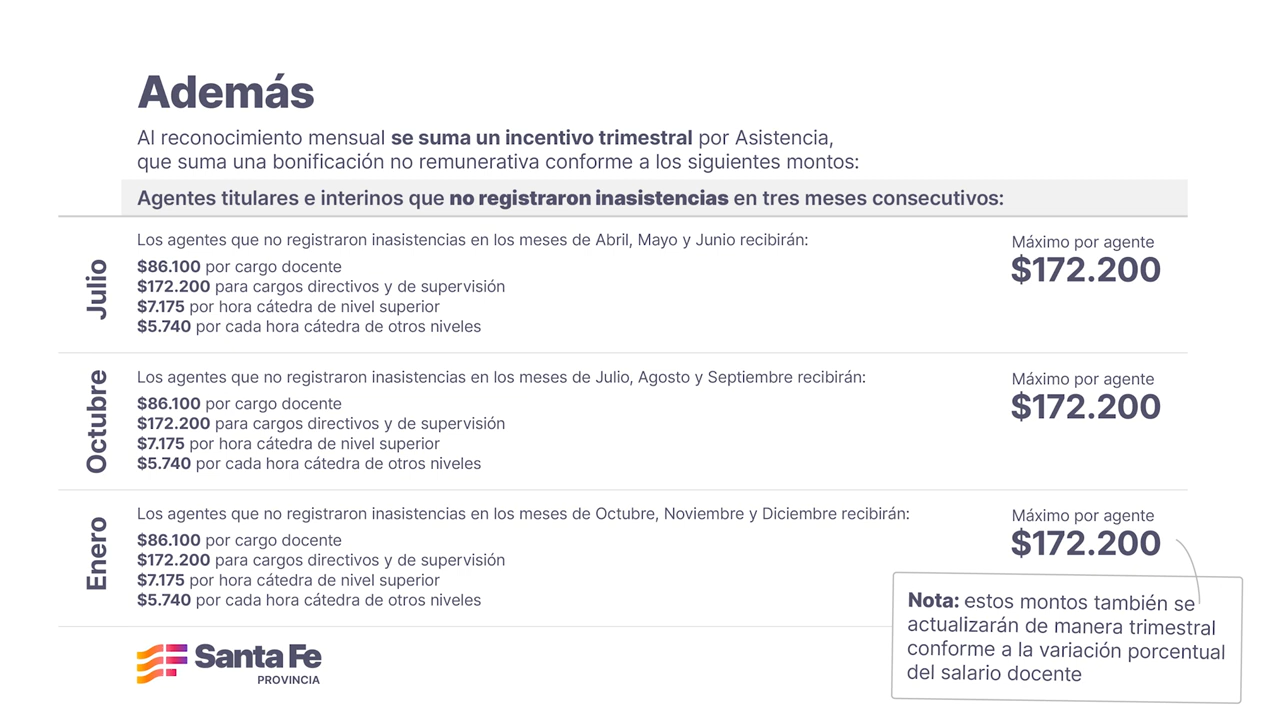 Además
Al reconocimiento mensual se suma un incentivo trimestral por Asistencia,
que suma una bonificación no remunerativa conforme a los siguientes montos:
Agentes titulares e interinos que no registraron inasistencias en tres meses consecutivos:
Julio
Los agentes que no registraron inasistencias en los meses de Abril, Mayo y Junio recibirán:
$86.100 por cargo docente
$172.200 para cargos directivos y de supervisión
$7.175 por hora cátedra de nivel superior
$5.740 por cada hora cátedra de otros niveles
Máximo por agente
$172.200
Octubre
Los agentes que no registraron inasistencias en los meses de Julio, Agosto y Septiembre recibirán:
$86.100 por cargo docente
$172.200 para cargos directivos y de supervisión
$7.175 por hora cátedra de nivel superior
$5.740 por cada hora cátedra de otros niveles
Máximo por agente
$172.200
Enero
Los agentes que no registraron inasistencias en los meses de Octubre, Noviembre y Diciembre recibirán:
$86.100 por cargo docente
$172.200 para cargos directivos y de supervisión
$7.175 por hora cátedra de nivel superior
$5.740 por cada hora cátedra de otros niveles
Máximo por agente
$172.200
Nota: estos montos también se
actualizarán de manera trimestral
conforme a la variación porcentual
del salario docente
Santa Fe
PROVINCIA